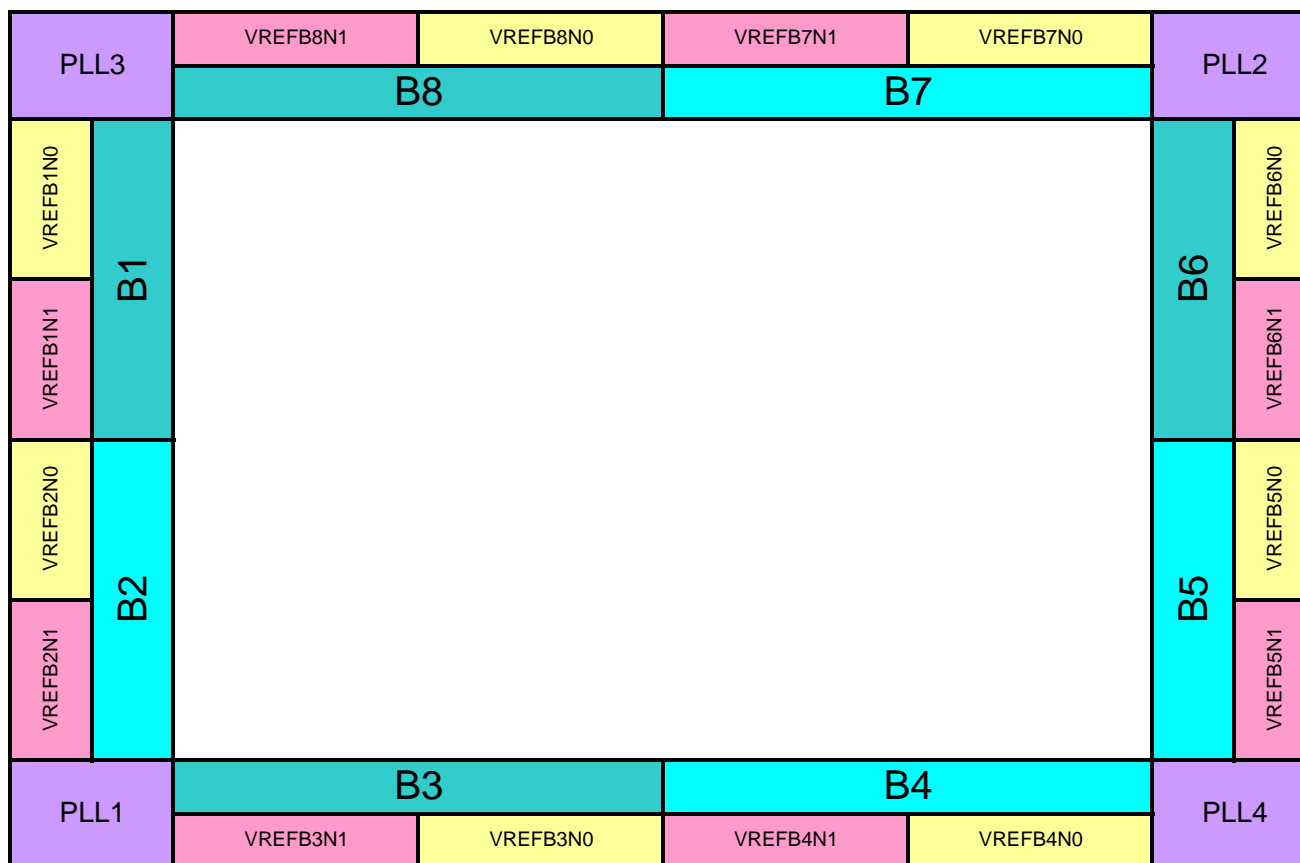 PLL3
VREFB8N1
VREFB8N0
VREFB7N1
VREFB7N0
PLL2
B8
B7
VREFB1N0
VREFB1N1
B1
VREFB2N0
VREFB2N1
B2
B6
VREFB6N0
VREFB6N1
B5
VREFB5N0
VREFB5N1
PLL1
B3
B4
PLL4
VREFB3N1
VREFB3N0
VREFB4N1
VREFB4N0